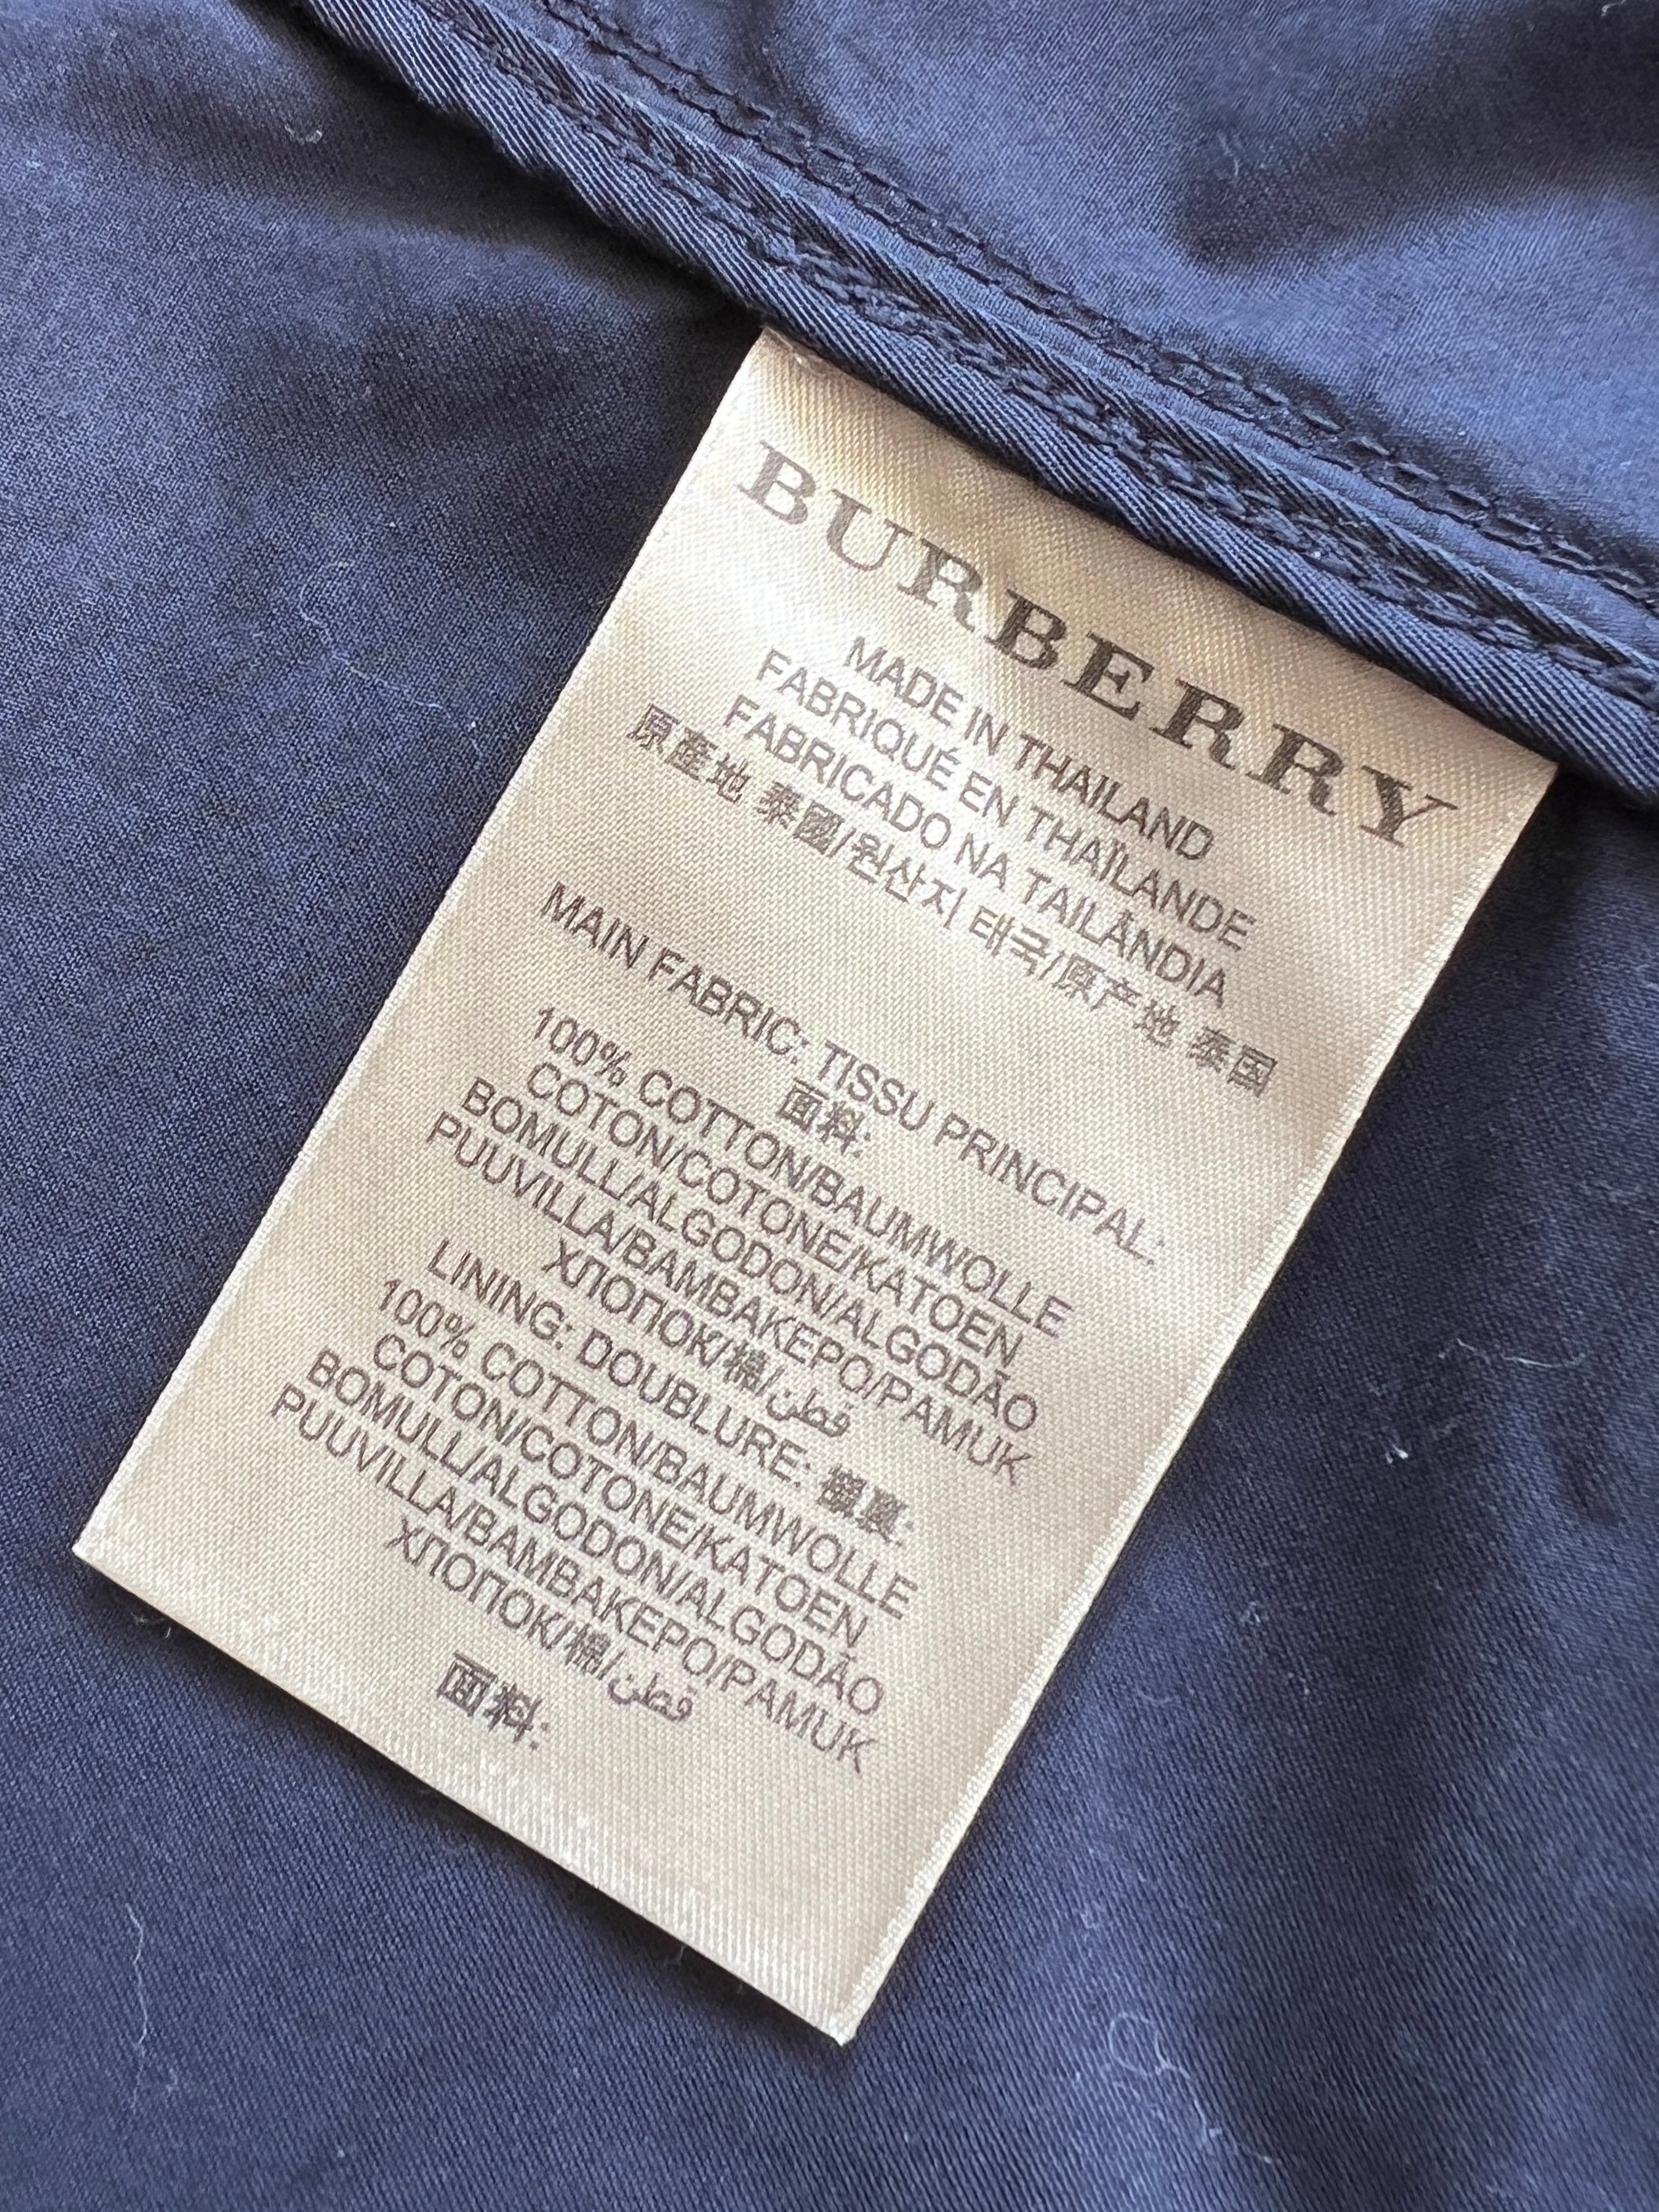 BURBERRY
MADE IN THAILAND
FABRIQUÉ EN THAÏLANDE
FABRICADO NA TAILÂNDIA
原產地 泰國/원산지 태국/原产地 泰国
MAIN FABRIC: TISSU PRINCIPAL:
面料:
100% COTTON/BAUMWOLLE
COTON/COTONE/KATOEN
BOMULL/ALGODON/ALGODÃO
PUUVILLA/BAMBAKEPO/PAMUK
ХЛОПОК/棉/قطن
LINING: DOUBLURE:
100% COTTON/BAUMWOLLE
COTON/COTONE/KATOEN
BOMULL/ALGODON/ALGODÃO
PUUVILLA/BAMBAKEPO/PAMUK
ХЛОПОК/棉/قطن
面料: